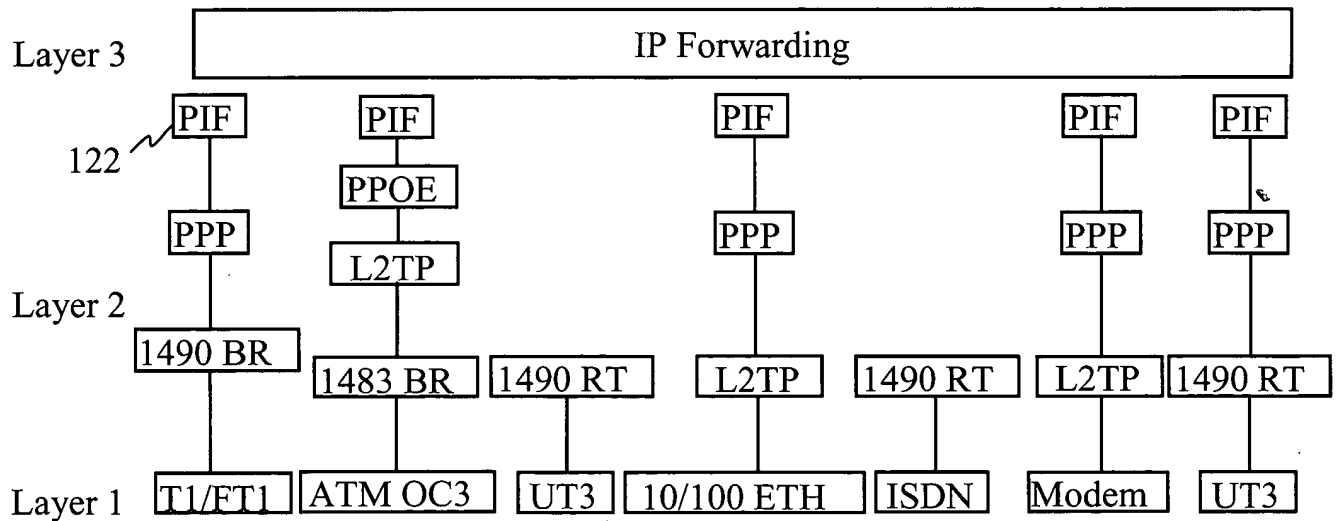 Layer 3
IP Forwarding
PIF
PIF
PIF
PIF
PIF
122
PPOE
PPP
PPP
PPP
PPP
L2TP
Layer 2
1490 BR
1483 BR
1490 RT
L2TP
1490 RT
L2TP
1490 RT
Layer 1
T1/FT1
ATM OC3
UT3
10/100 ETH
ISDN
Modem
UT3